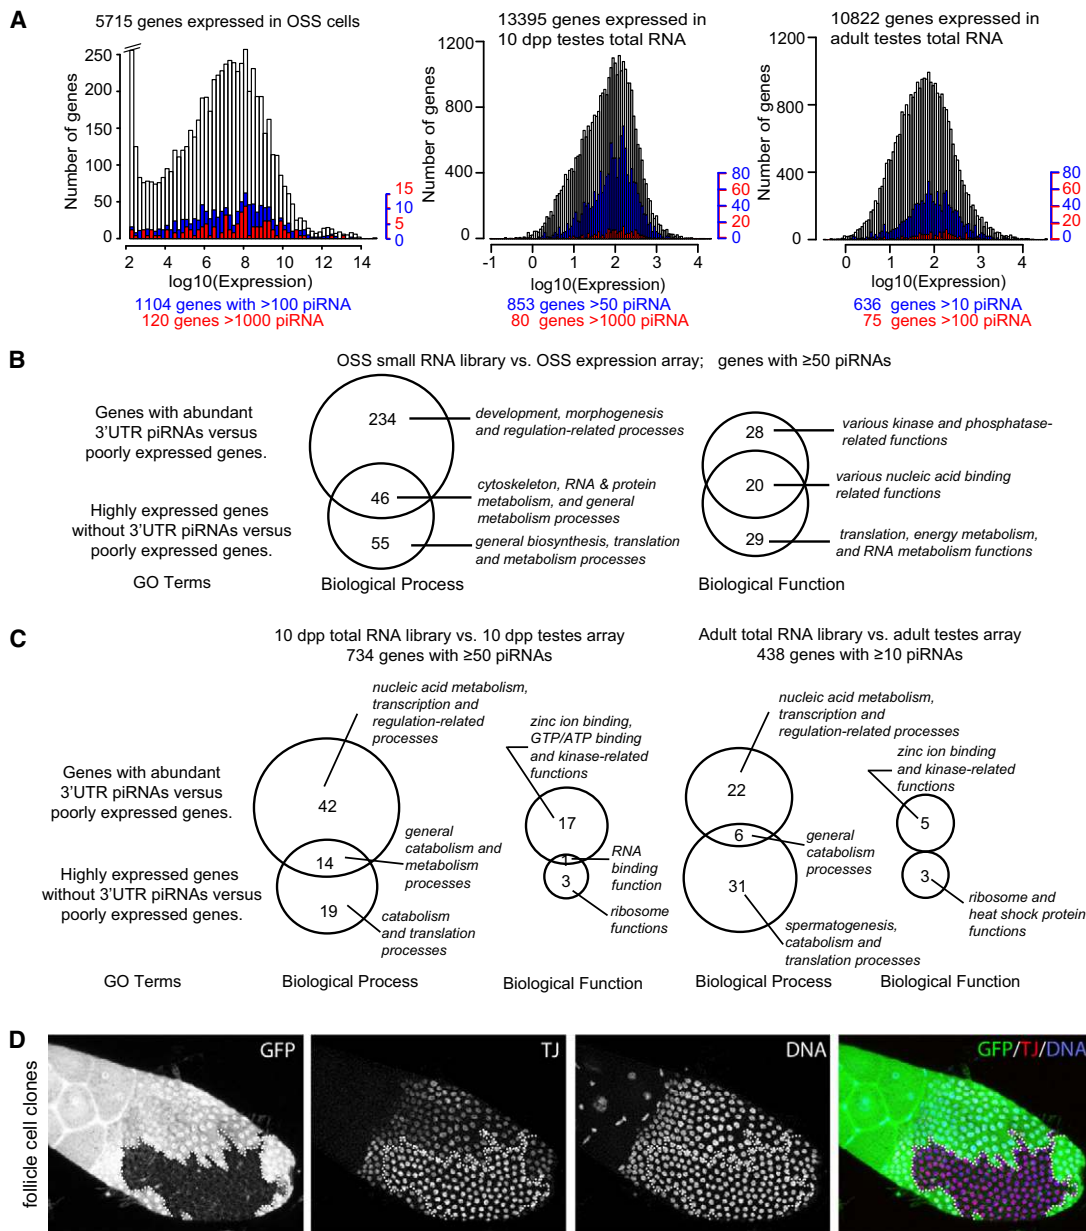 A
5715 genes expressed in OSS cells
Number of genes
250
200
150
100
50
0
15
10
5
0
2 4 6 8 10 12 14
log10(Expression)
1104 genes with >100 piRNA
120 genes >1000 piRNA
13395 genes expressed in
10 dpp testes total RNA
Number of genes
1200
800
400
0
80
60
40
20
0
-1 0 1 2 3 4
log10(Expression)
853 genes >50 piRNA
80 genes >1000 piRNA
10822 genes expressed in
adult testes total RNA
Number of genes
1200
800
400
0
80
60
40
20
0
0 1 2 3 4
log10(Expression)
636 genes >10 piRNA
75 genes >100 piRNA
B
OSS small RNA library vs. OSS expression array; genes with ≥50 piRNAs
Genes with abundant
3'UTR piRNAs versus
poorly expressed genes.
Highly expressed genes
without 3'UTR piRNAs versus
poorly expressed genes.
GO Terms
234
development, morphogenesis
and regulation-related processes
46
cytoskeleton, RNA & protein
metabolism, and general
metabolism processes
55
general biosynthesis, translation
and metabolism processes
Biological Process
28
various kinase and phosphatase-
related functions
20
various nucleic acid binding
related functions
29
translation, energy metabolism,
and RNA metabolism functions
Biological Function
C
10 dpp total RNA library vs. 10 dpp testes array
734 genes with ≥50 piRNAs
Adult total RNA library vs. adult testes array
438 genes with ≥10 piRNAs
Genes with abundant
3'UTR piRNAs versus
poorly expressed genes.
Highly expressed genes
without 3'UTR piRNAs versus
poorly expressed genes.
GO Terms
nucleic acid metabolism,
transcription and
regulation-related
processes
42
14
general
catabolism and
metabolism
processes
19
catabolism
and translation
processes
Biological Process
zinc ion binding,
GTP/ATP binding
and kinase-related
functions
17
1
RNA
binding
function
3
ribosome
functions
Biological Function
nucleic acid metabolism,
transcription and
regulation-related processes
22
6
general
catabolism
processes
31
spermatogenesis,
catabolism and
translation processes
Biological Process
zinc ion binding
and kinase-related
functions
5
3
ribosome and
heat shock protein
functions
Biological Function
D
follicle cell clones
GFP
TJ
DNA
GFP/TJ/DNA